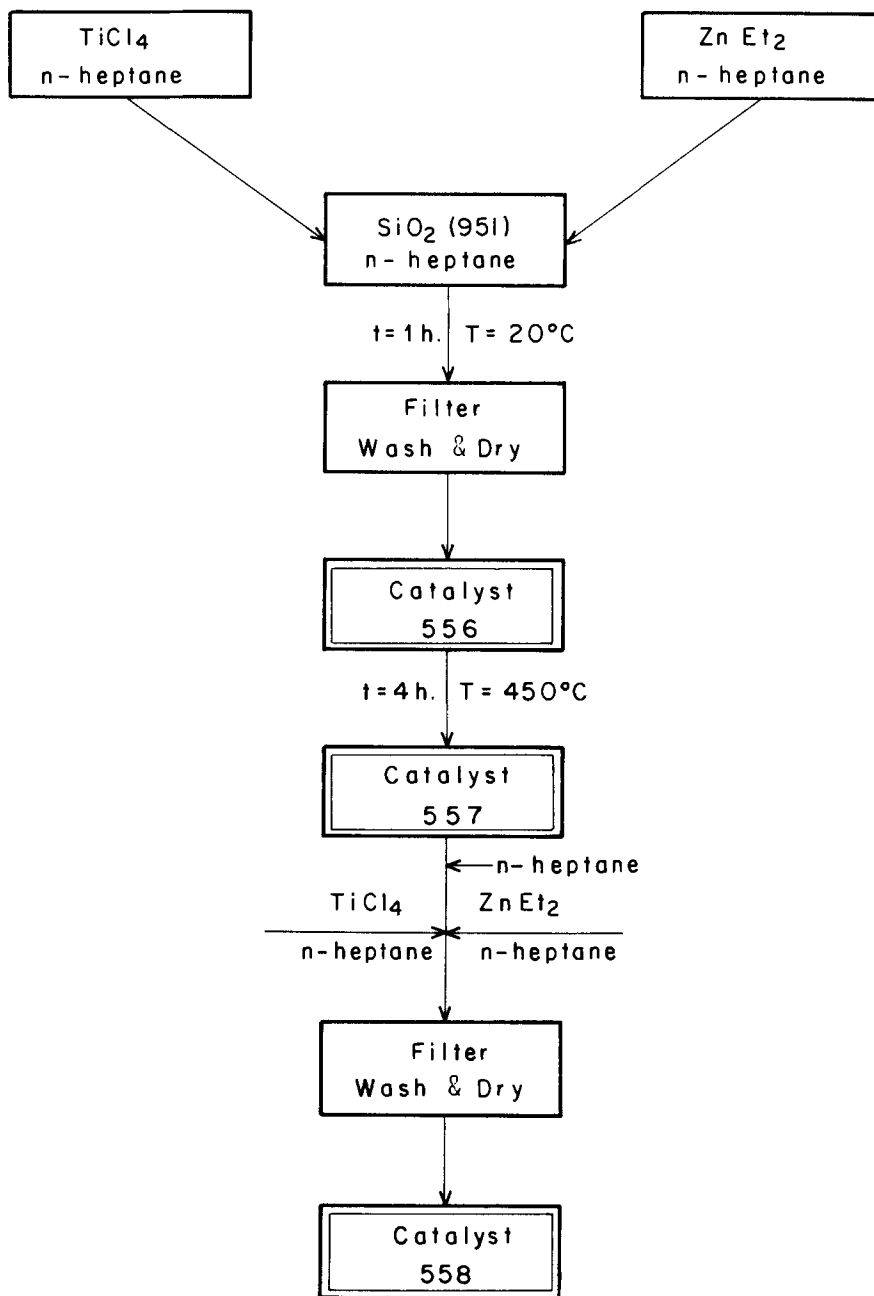 TiCl4
n-heptane
Zn Et2
n-heptane
SiO2 (951)
n-heptane
t=1h. T= 20°C
Filter
Wash & Dry
Catalyst
556
t=4h. T= 450°C
Catalyst
557
n-heptane
TiCl4 ZnEt2
n-heptane n-heptane
Filter
Wash & Dry
Catalyst
558